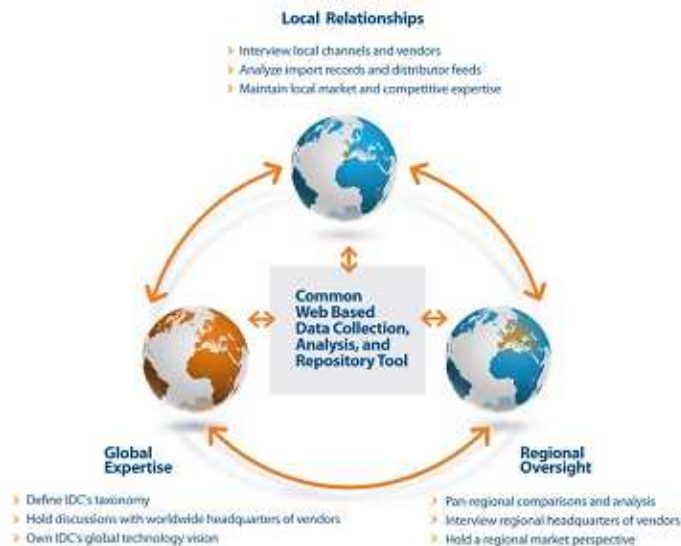 Local Relationships
Interview local channels and vendors
Analyze import records and distributor feeds
Maintain local market and competitive expertise
Common
Web Based
Data Collection,
Analysis, and
Repository Tool
Global
Expertise
Define IDC's taxonomy
Hold discussions with worldwide headquarters of vendors
Own IDC's global technology vision
Regional
Oversight
Pan-regional comparisons and analysis
Interview regional headquarters of vendors
Hold a regional market perspective